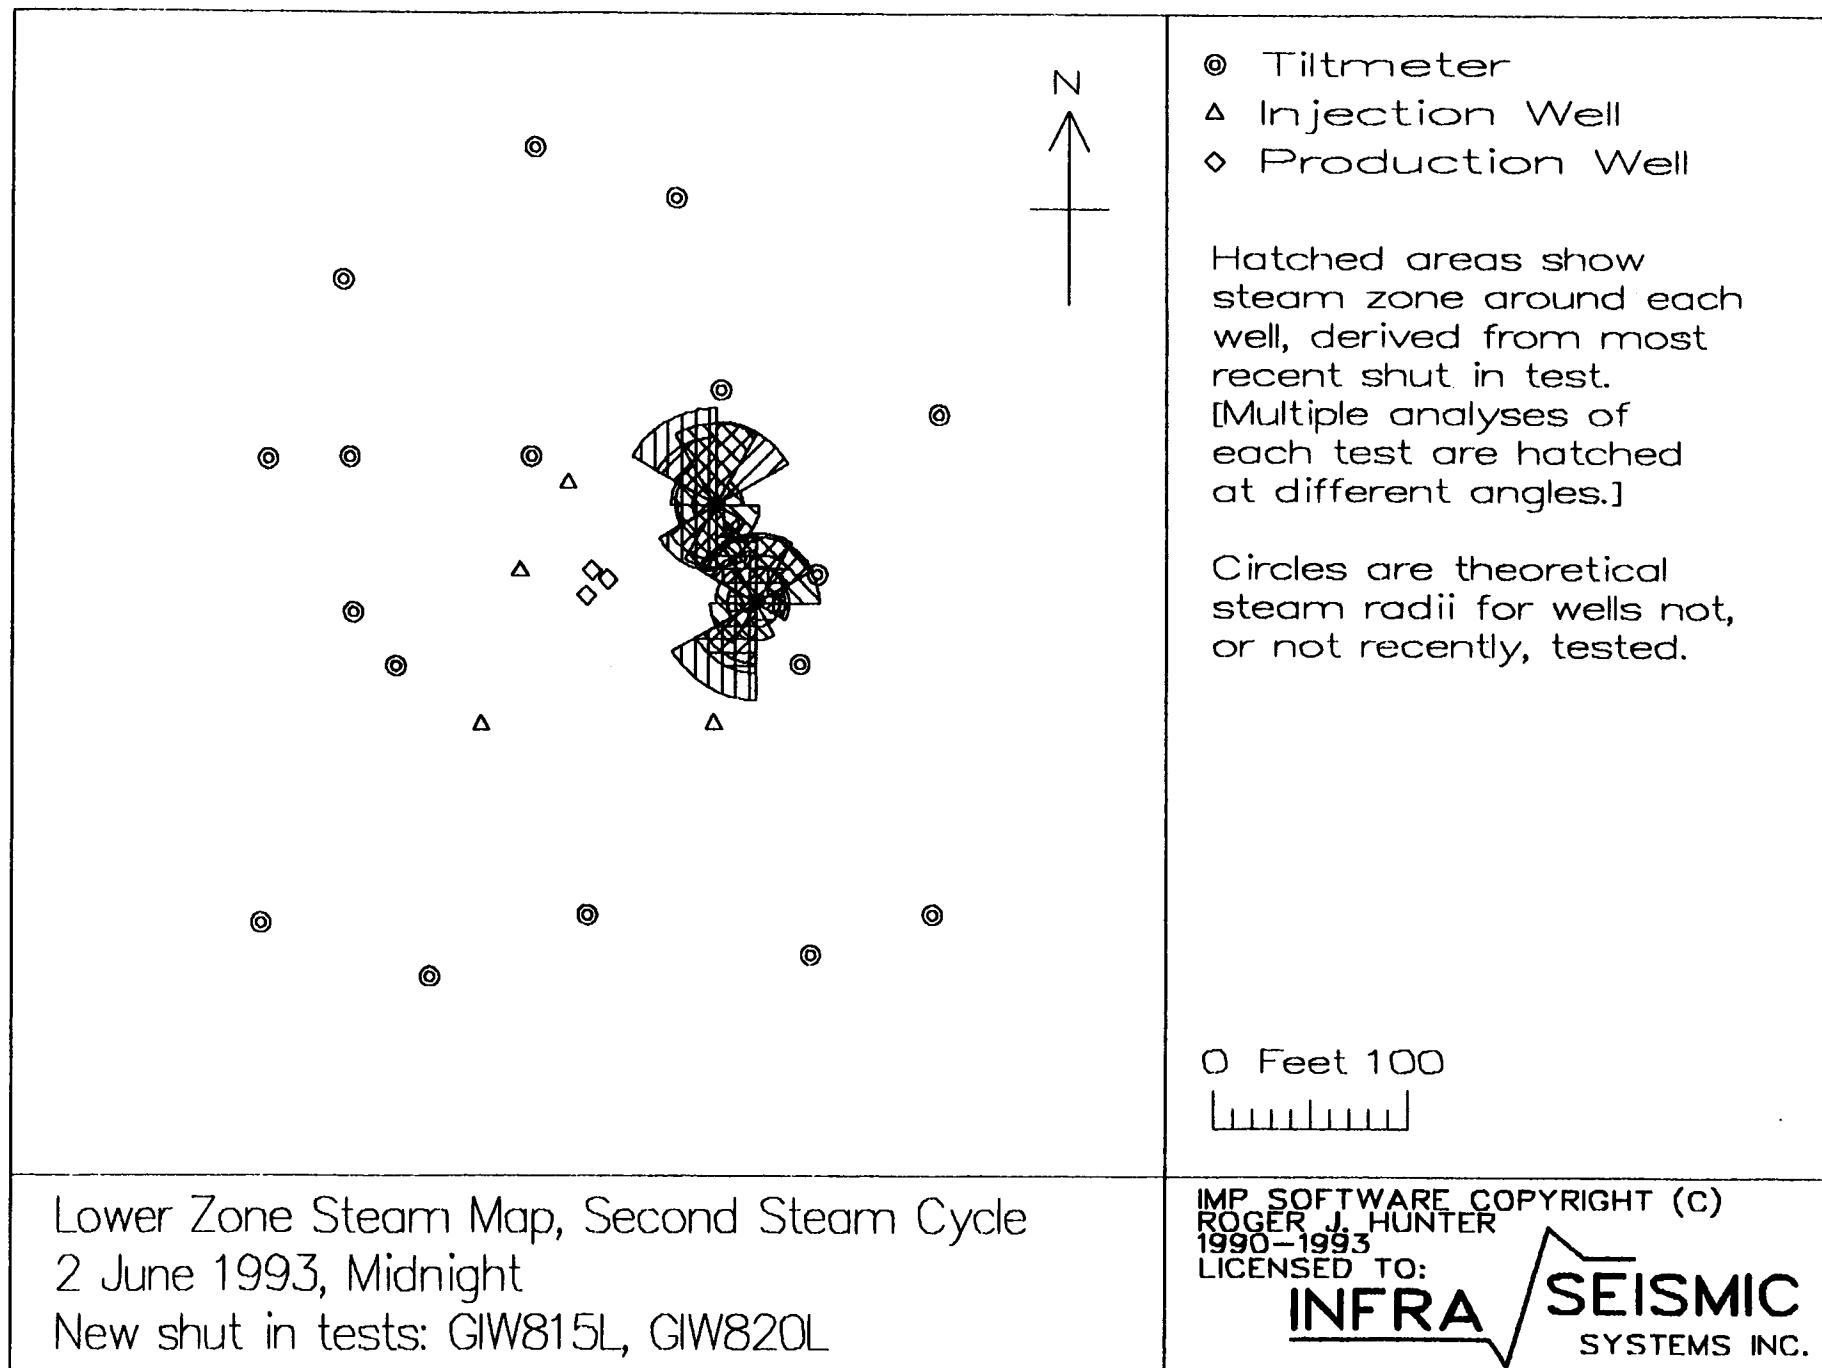 N
Tiltmeter
Injection Well
Production Well
Hatched areas show
steam zone around each
well, derived from most
recent shut in test.
[Multiple analyses of
each test are hatched
at different angles.]
Circles are theoretical
steam radii for wells not,
or not recently, tested.
0 Feet 100
Lower Zone Steam Map, Second Steam Cycle
2 June 1993, Midnight
New shut in tests: GIW815L, GIW820L
IMP SOFTWARE COPYRIGHT (C)
ROGER J. HUNTER
1990-1993
LICENSED TO:
INFRA SEISMIC
SYSTEMS INC.